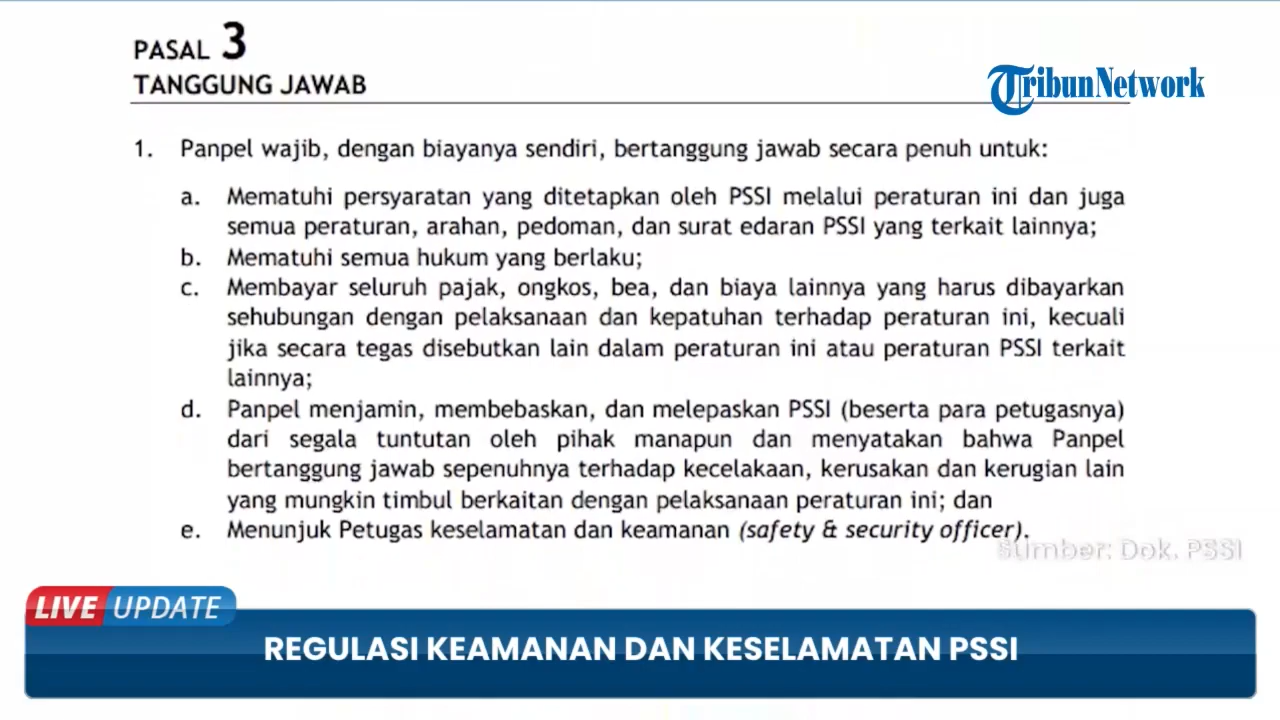 PASAL 3
TANGGUNG JAWAB
TribunNetwork
1. Panpel wajib, dengan biayanya sendiri, bertanggung jawab secara penuh untuk:
a. Mematuhi persyaratan yang ditetapkan oleh PSSI melalui peraturan ini dan juga
semua peraturan, arahan, pedoman, dan surat edaran PSSI yang terkait lainnya;
b. Mematuhi semua hukum yang berlaku;
c. Membayar seluruh pajak, ongkos, bea, dan biaya lainnya yang harus dibayarkan
sehubungan dengan pelaksanaan dan kepatuhan terhadap peraturan ini, kecuali
jika secara tegas disebutkan lain dalam peraturan ini atau peraturan PSSI terkait
lainnya;
d. Panpel menjamin, membebaskan, dan melepaskan PSSI (beserta para petugasnya)
dari segala tuntutan oleh pihak manapun dan menyatakan bahwa Panpel
bertanggung jawab sepenuhnya terhadap kecelakaan, kerusakan dan kerugian lain
yang mungkin timbul berkaitan dengan pelaksanaan peraturan ini; dan
e. Menunjuk Petugas keselamatan dan keamanan (safety & security officer).
Sumber: Dok. PSSI
LIVE UPDATE
REGULASI KEAMANAN DAN KESELAMATAN PSSI